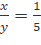 x/y = 1/5